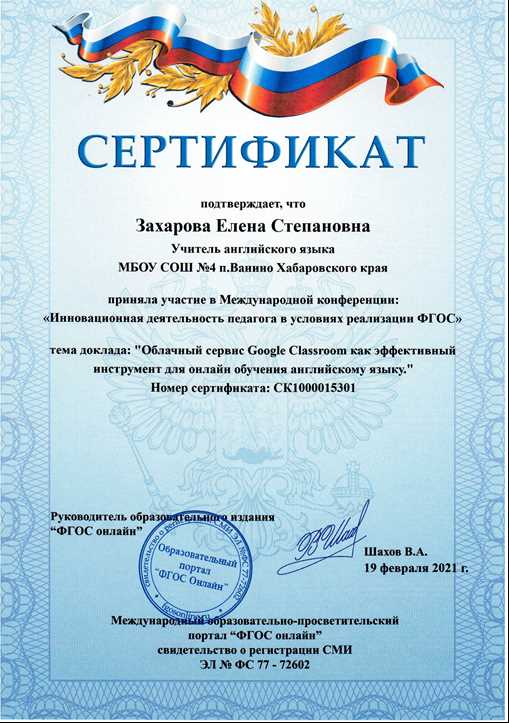 СЕРТИФИКАТ
подтверждает, что
Захарова Елена Степановна
Учитель английского языка
МБОУ СОШ №4 п.Ванино Хабаровского края
приняла участие в Международной конференции:
«Инновационная деятельность педагога в условиях реализации ФГОС»
тема доклада: "Облачный сервис Google Classroom как эффективный
инструмент для онлайн обучения английскому языку."
Номер сертификата: СК1000015301
Руководитель образовательного издания
“ФГОС онлайн”
Образовательный
портал
“ФГОС Онлайн”
Шахов В.А.
19 февраля 2021 г.
Международный образовательно-просветительский
портал “ФГОС онлайн”
свидетельство о регистрации СМИ
ЭЛ № ФС 77 - 72602